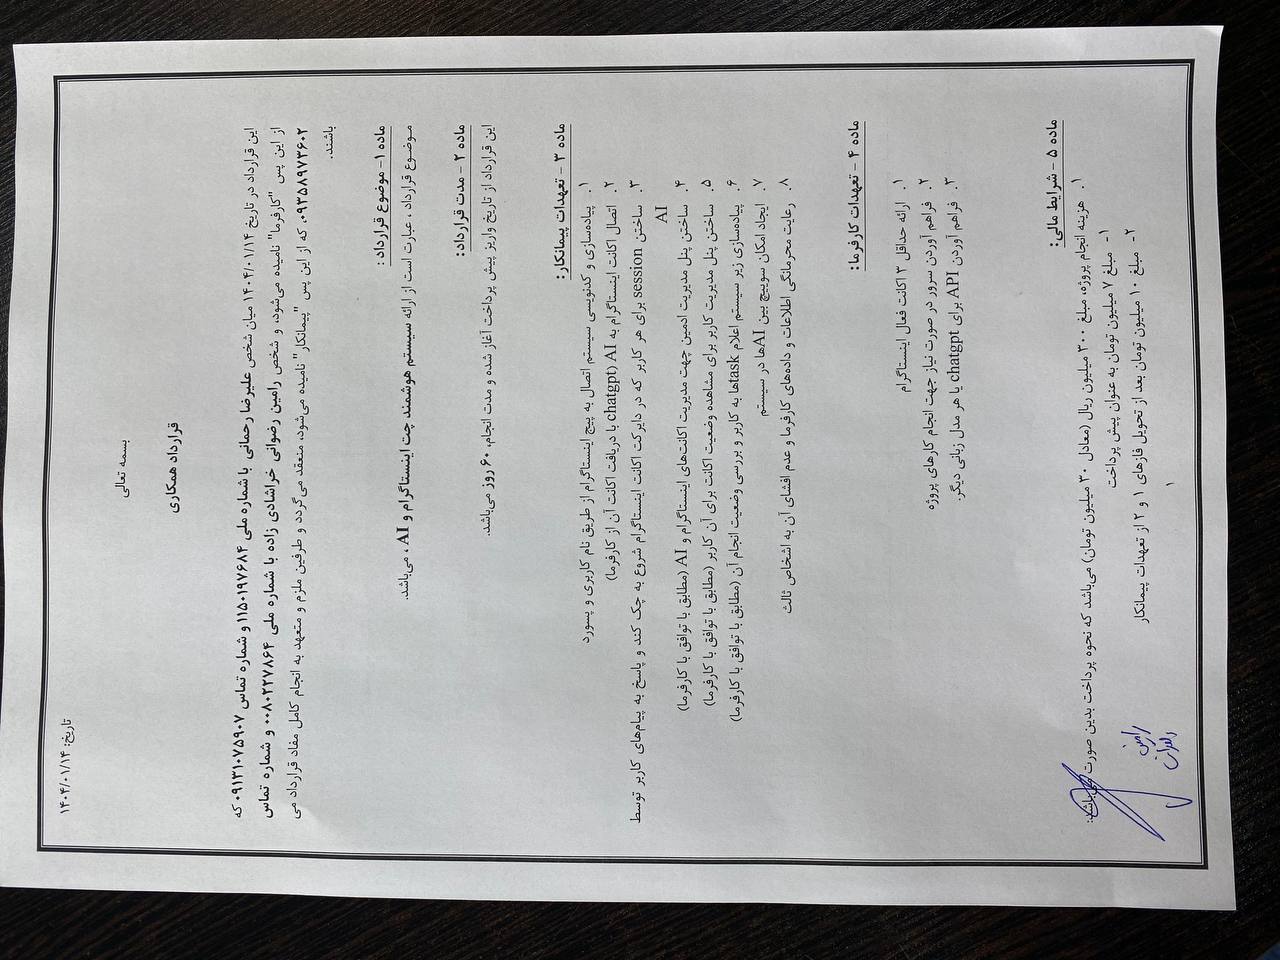 تاریخ: ۱۴۰۴/۰۱/۱۴
بسمه تعالی
قرارداد همکاری
این قرارداد در تاریخ ۱۴۰۴/۰۱/۱۴ میان شخص علیرضا رحمانی با شماره ملی ۱۱۵۰۱۹۷۶۸۴ و شماره تماس ۰۹۱۳۱۰۷۵۹۰۷ که
از این پس "کارفرما" نامیده می‌شود، و شخص رامین رضوانی خراشادی زاده با شماره ملی ۰۰۸۰۲۲۷۸۶۴ و شماره تماس
۰۹۳۵۸۹۷۳۶۰۲، که از این پس "پیمانکار" نامیده می‌شود، منعقد می‌گردد و طرفین ملزم و متعهد به انجام کامل مفاد قرارداد می
باشند.
ماده ۱- موضوع قرارداد :
موضوع قرارداد ، عبارت است از ارائه سیستم هوشمند چت اینستاگرام و AI ، می‌باشد.
ماده ۲ - مدت قرارداد:
این قرارداد از تاریخ واریز پیش پرداخت آغاز شده و مدت انجام، ۶۰ روز می‌باشد.
ماده ۳ - تعهدات پیمانکار:
۱. پیاده‌سازی و کدنویسی سیستم اتصال به پیج اینستاگرام از طریق نام کاربری و پسورد
۲. اتصال اکانت اینستاگرام به AI (chatgpt با دریافت اکانت آن از کارفرما)
۳. ساختن session برای هر کاربر که در دایرکت اکانت اینستاگرام شروع به چک کند و پاسخ به پیام‌های کاربر توسط
AI
۴. ساختن پنل مدیریت ادمین جهت مدیریت اکانت‌های اینستاگرام و AI (مطابق با توافق با کارفرما)
۵. ساختن پنل مدیریت کاربر برای مشاهده وضعیت اکانت برای آن کاربر (مطابق با توافق با کارفرما)
۶. پیاده‌سازی زیر سیستم اعلام taskها به کاربر و بررسی وضعیت انجام آن (مطابق با توافق با کارفرما)
۷. ایجاد امکان سوییچ بین AIها در سیستم
۸. رعایت محرمانگی اطلاعات و داده‌های کارفرما و عدم افشای آن به اشخاص ثالث
ماده ۴ - تعهدات کارفرما:
۱. ارائه حداقل ۳ اکانت فعال اینستاگرام
۲. فراهم آوردن سرور در صورت نیاز جهت انجام کارهای پروژه
۳. فراهم آوردن API برای chatgpt یا هر مدل زبانی دیگر.
ماده ۵ - شرایط مالی:
۱. هزینه انجام پروژه، مبلغ ۳۰۰ میلیون ریال (معادل ۳۰ میلیون تومان) می‌باشد که نحوه پرداخت بدین صورت می‌باشد:
۱- مبلغ ۷ میلیون تومان به عنوان پیش پرداخت
۲- مبلغ ۱۰ میلیون تومان بعد از تحویل فازهای ۱ و ۲ از تعهدات پیمانکار
رامین
۱